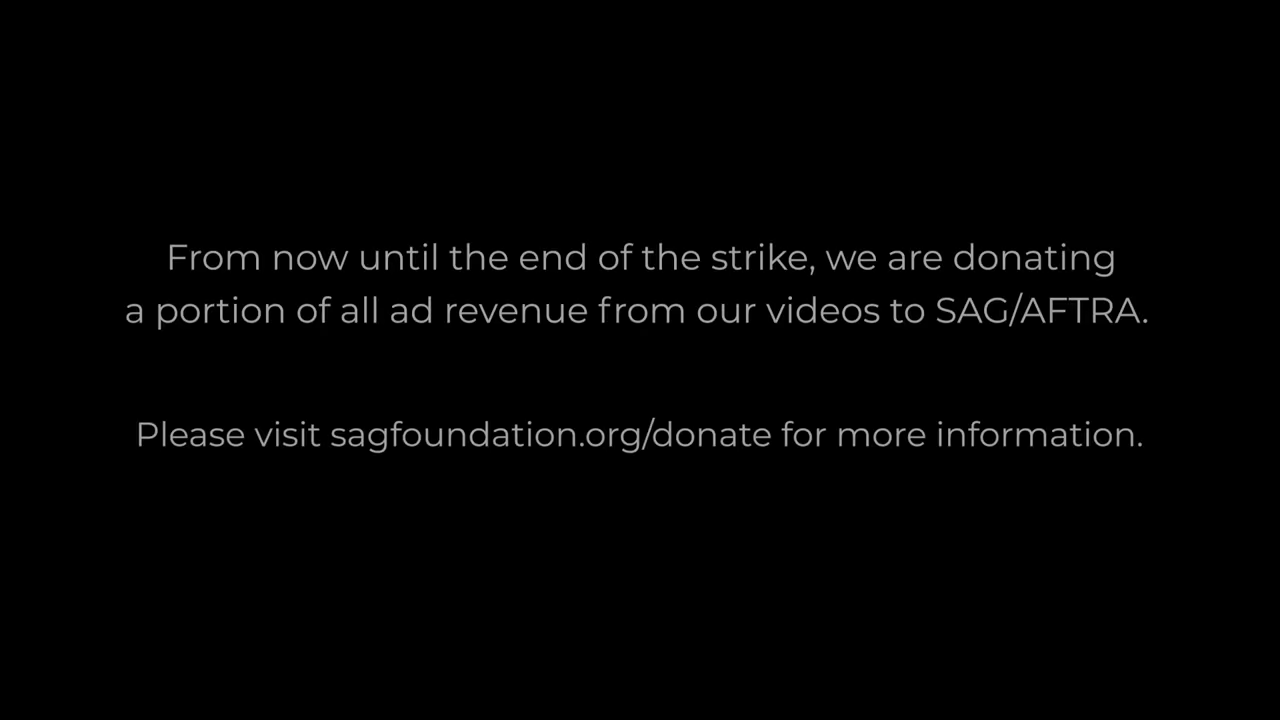 From now until the end of the strike, we are donating
a portion of all ad revenue from our videos to SAG/AFTRA.
Please visit sagfoundation.org/donate for more information.